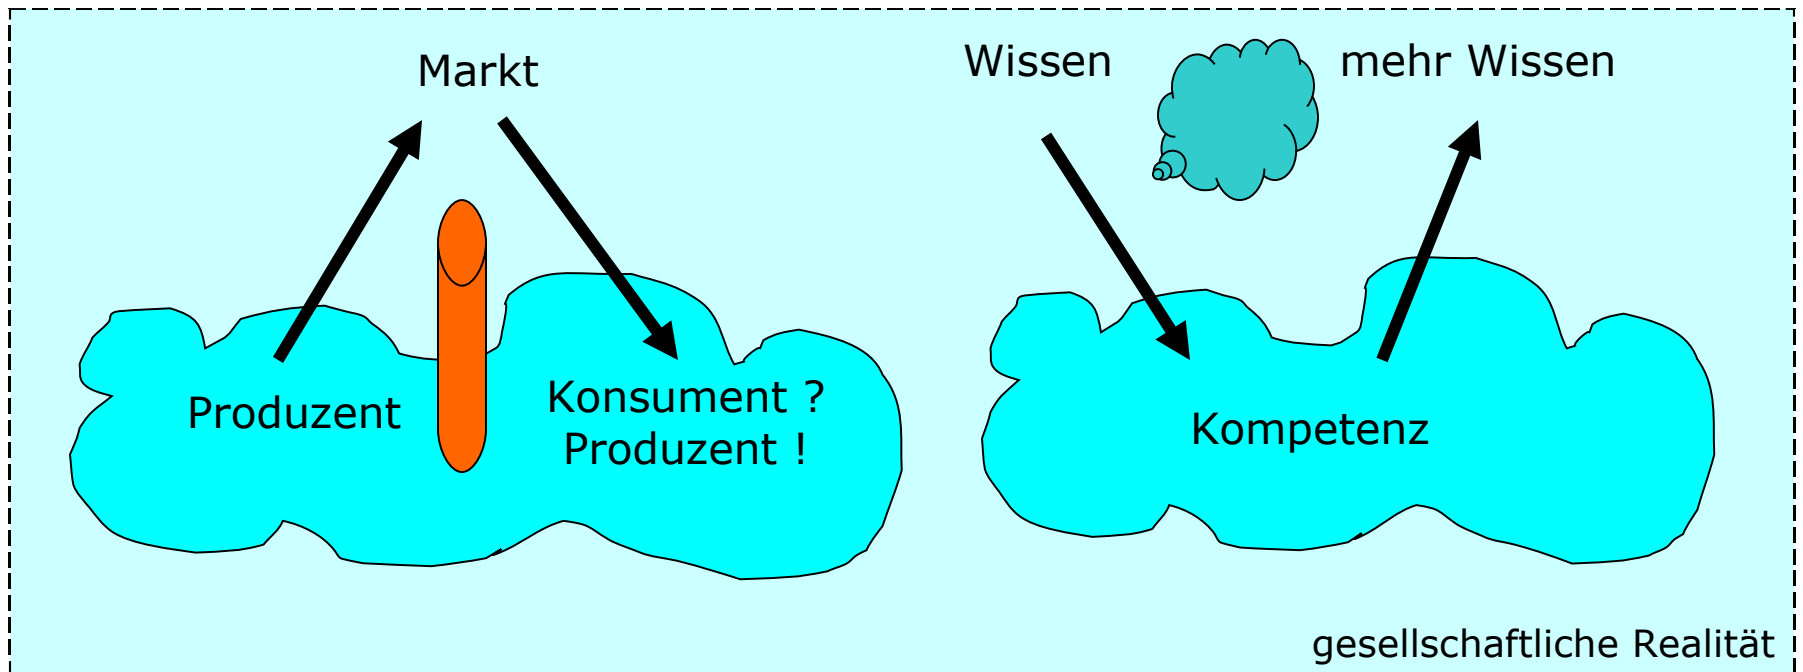 Markt
Produzent
Konsument ?
Produzent !
Wissen
mehr Wissen
Kompetenz
gesellschaftliche Realität